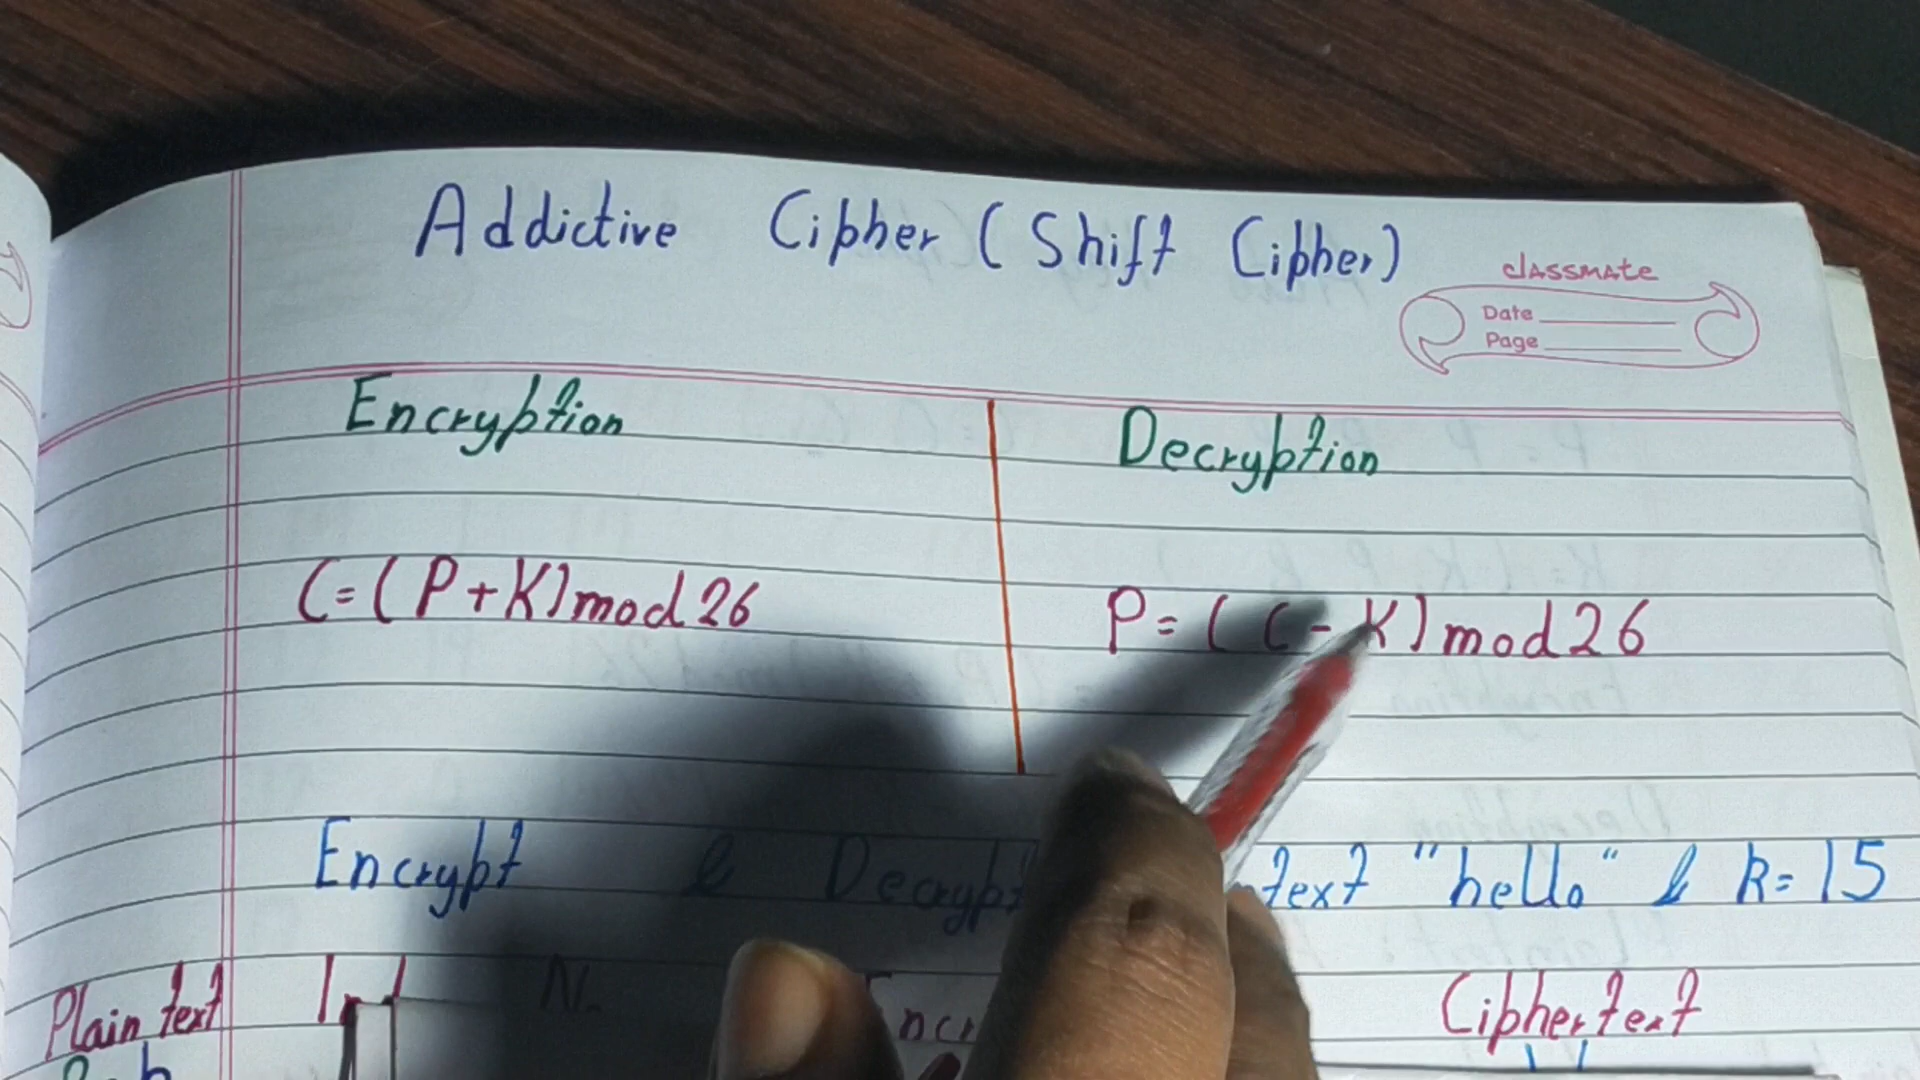 Addictive Cipher (Shift Cipher)
classmate
Date
Page
Encryption
Decryption
C = (P+K) mod 26
P = (C-K) mod 26
Encrypt & Decrypt text "hello" & k = 15
Plain text
Ciphertext